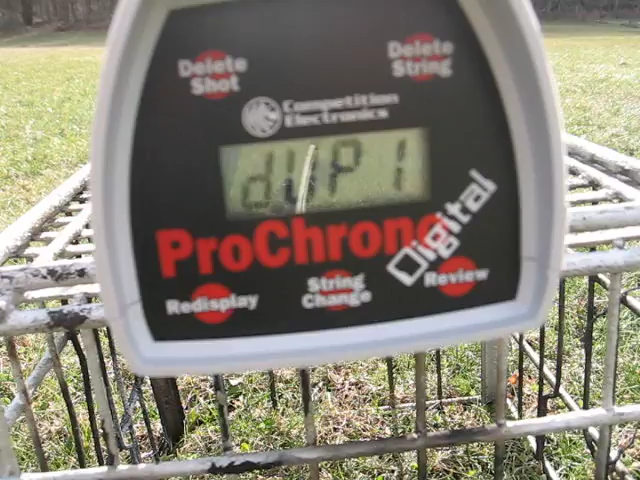 Delete
Shot
Delete
String
Competition
Electronics
ProChrono
Digital
Redisplay
String
Change
Review